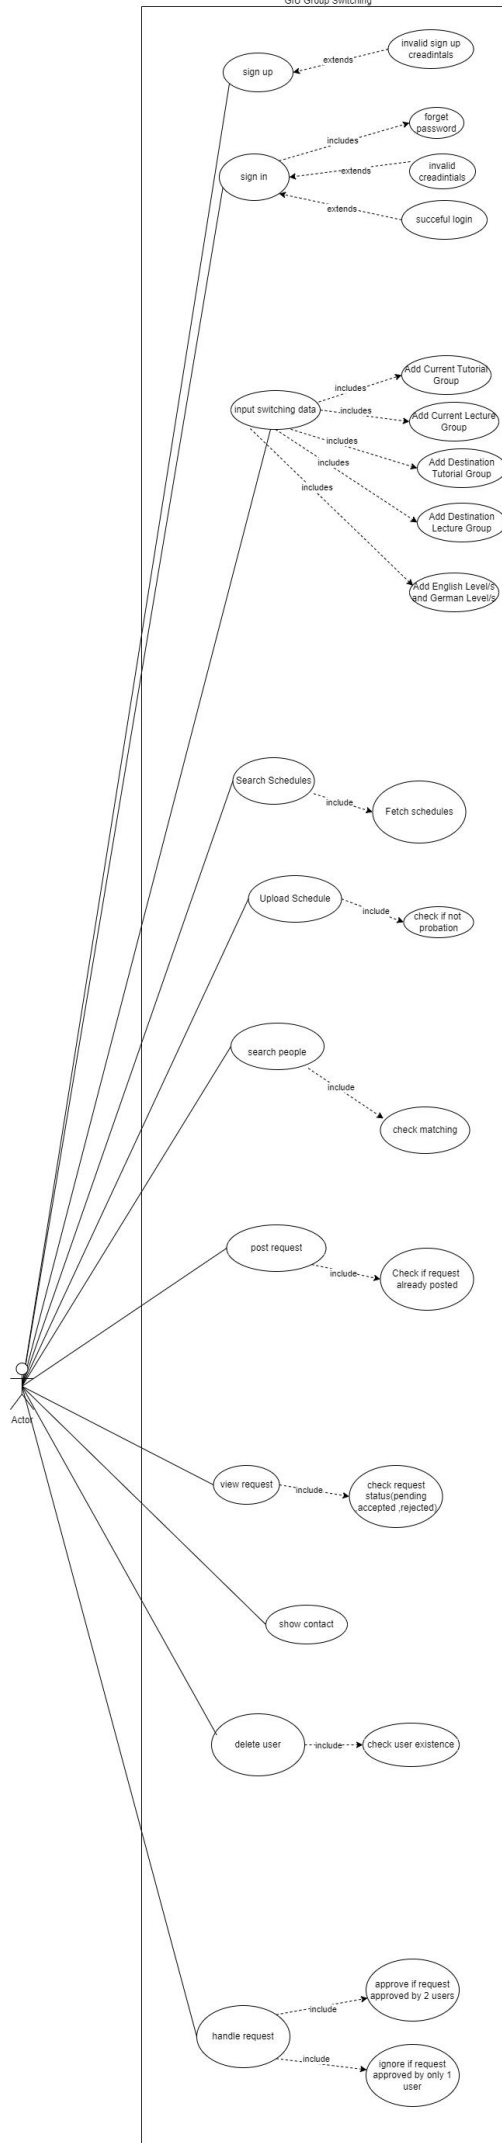 GIU Group Switching
sign up
extends
invalid sign up
creadintals
sign in
includes
forget
password
extends
invalid
creadintials
extends
succeful login
input switching data
includes
Add Current Tutorial
Group
includes
Add Current Lecture
Group
includes
Add Destination
Tutorial Group
includes
Add Destination
Lecture Group
includes
Add English Level/s
and German Level/s
Search Schedules
include
Fetch schedules
Upload Schedule
include
check if not
probation
search people
include
check matching
post request
include
Check if request
already posted
Actor
view request
include
check request
status(pending
,accepted ,rejected)
show contact
delete user
include
check user existence
handle request
include
approve if request
approved by 2 users
include
ignore if request
approved by only 1
user